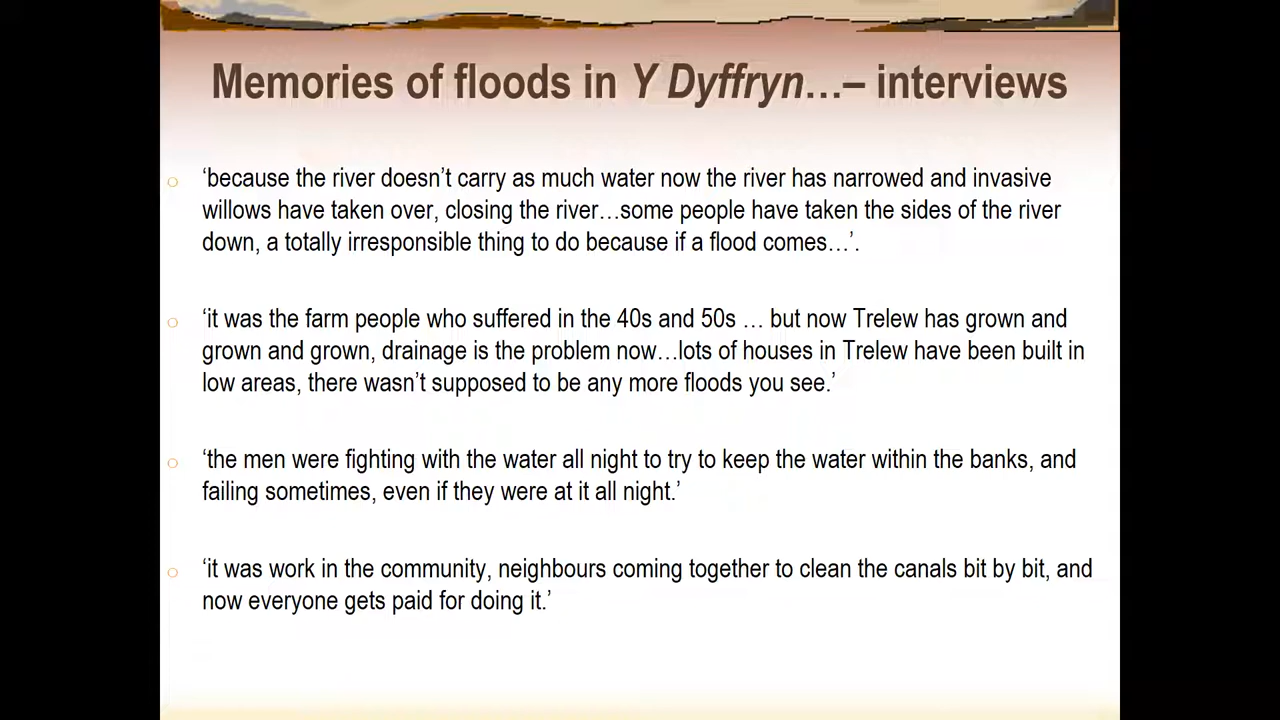 Memories of floods in Y Dyffryn…– interviews
‘because the river doesn’t carry as much water now the river has narrowed and invasive
willows have taken over, closing the river…some people have taken the sides of the river
down, a totally irresponsible thing to do because if a flood comes…’.
‘it was the farm people who suffered in the 40s and 50s … but now Trelew has grown and
grown and grown, drainage is the problem now…lots of houses in Trelew have been built in
low areas, there wasn’t supposed to be any more floods you see.’
‘the men were fighting with the water all night to try to keep the water within the banks, and
failing sometimes, even if they were at it all night.’
‘it was work in the community, neighbours coming together to clean the canals bit by bit, and
now everyone gets paid for doing it.’